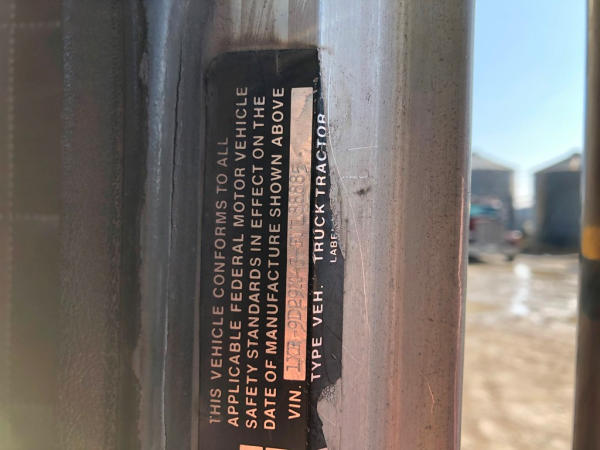 THIS VEHICLE CONFORMS TO ALL
APPLICABLE FEDERAL MOTOR VEHICLE
SAFETY STANDARDS IN EFFECT ON THE
DATE OF MANUFACTURE SHOWN ABOVE
VIN.
TYPE VEH. TRUCK TRACTOR
LABE